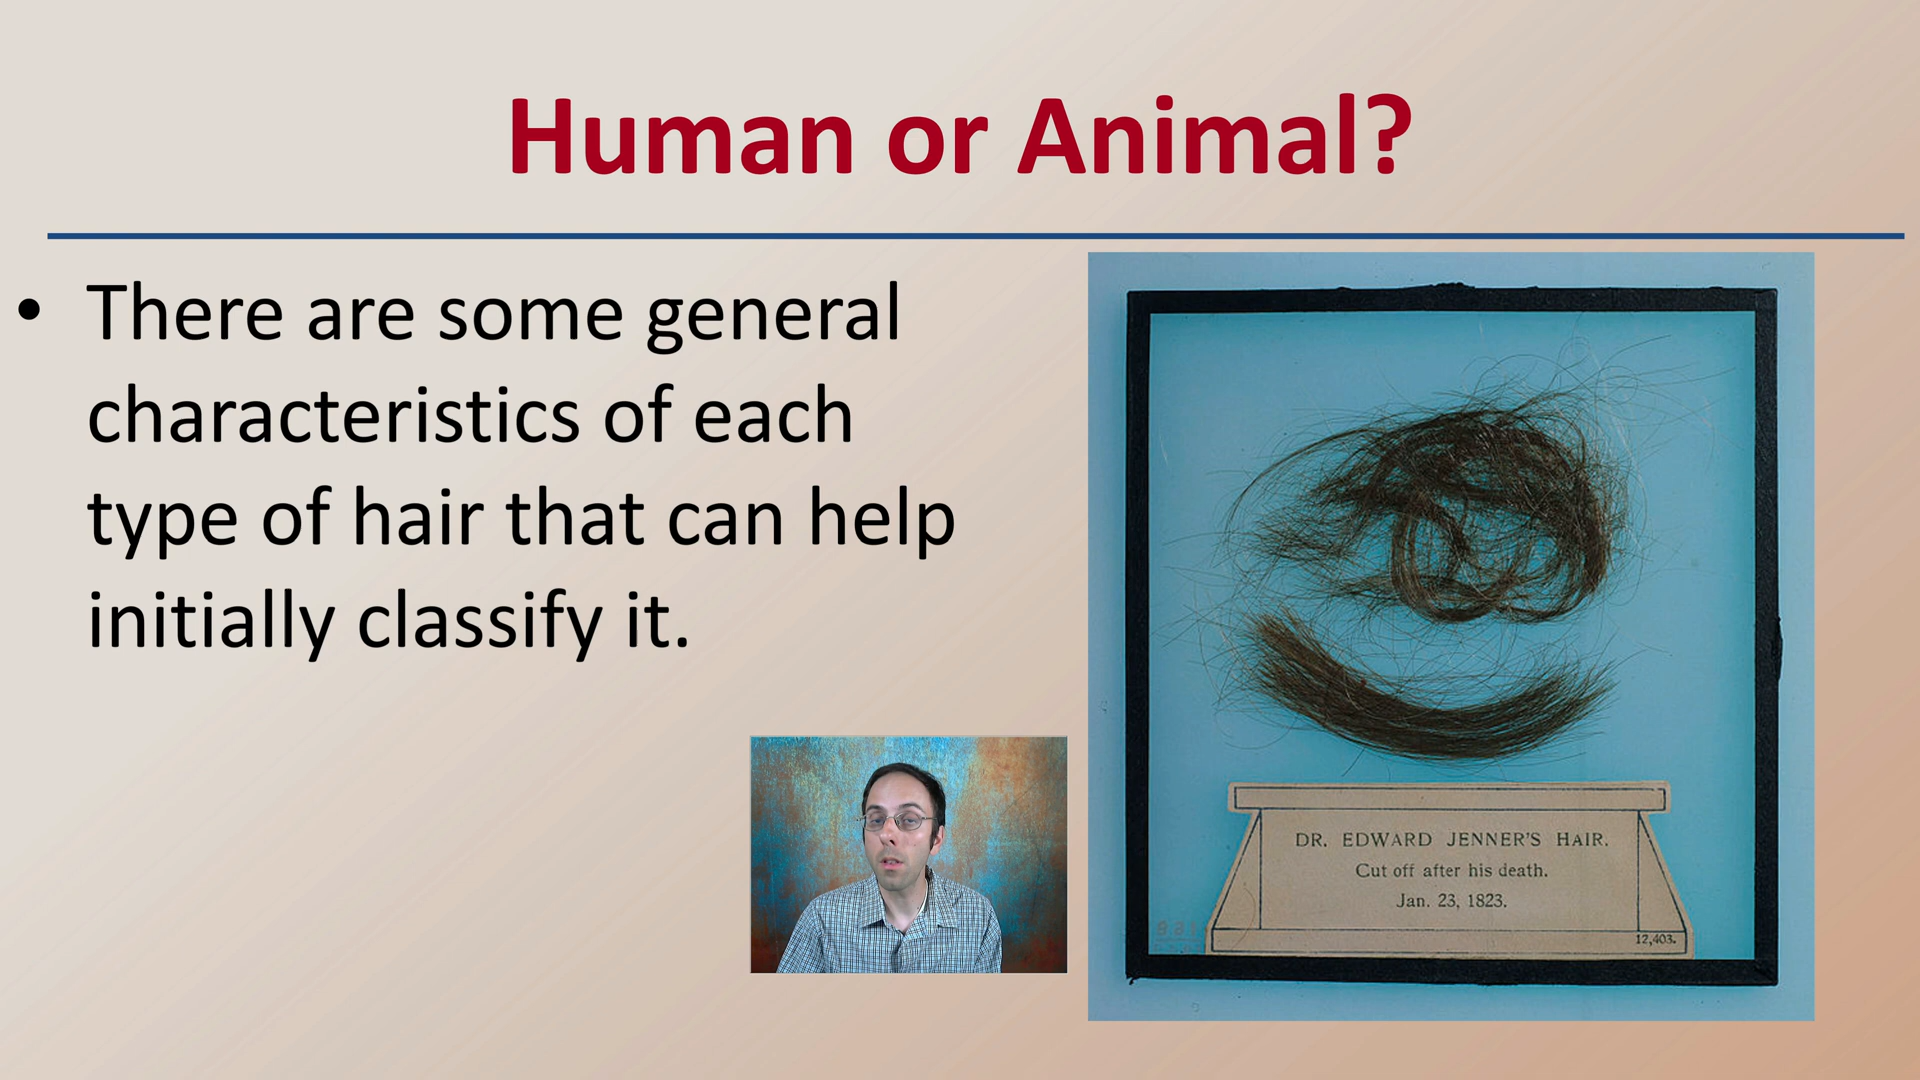 Human or Animal?
• There are some general
characteristics of each
type of hair that can help
initially classify it.
DR. EDWARD JENNER'S HAIR.
Cut off after his death.
Jan. 23, 1823.
12,403.